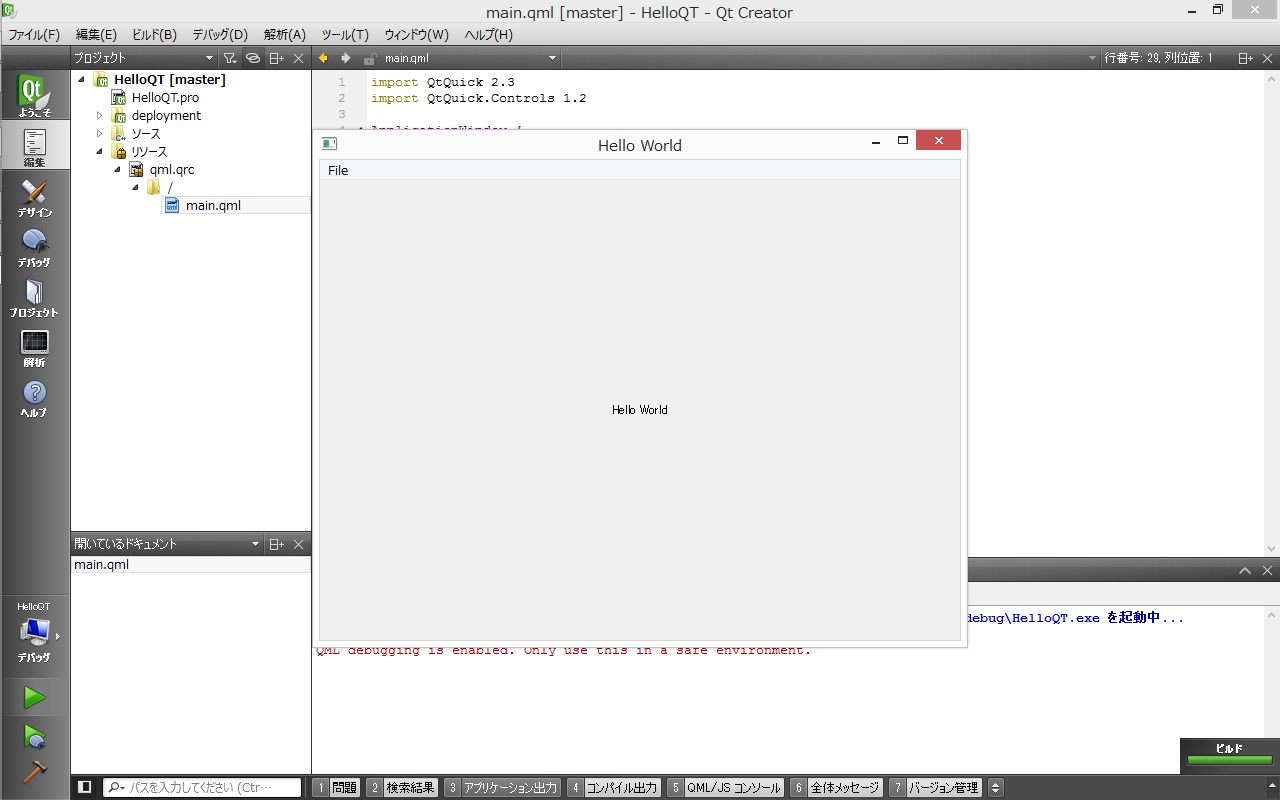 main.qml [master] - HelloQT - Qt Creator
ファイル(F) 編集(E) ビルド(B) デバッグ(D) 解析(A) ツール(T) ウィンドウ(W) ヘルプ(H)
プロジェクト
main.qml
行番号: 29, 列位置: 1
ようこそ
編集
デザイン
デバッグ
プロジェクト
解析
ヘルプ
HelloQT [master]
HelloQT.pro
deployment
ソース
リソース
qml.qrc
/
main.qml
1 import QtQuick 2.3
2 import QtQuick.Controls 1.2
3
Hello World
File
Hello World
開いているドキュメント
main.qml
debug\HelloQT.exe を起動中...
QML debugging is enabled. Only use this in a safe environment.
HelloQT
デバッグ
ビルド
パスを入力してください (Ctr…
1 問題 2 検索結果 3 アプリケーション出力 4 コンパイル出力 5 QML/JS コンソール 6 全体メッセージ 7 バージョン管理